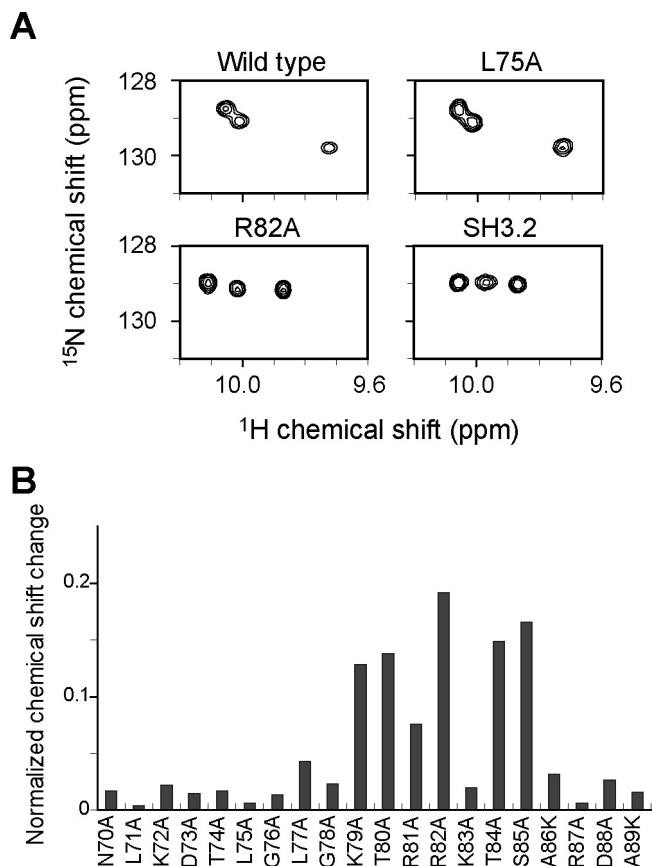 A
Wild type
L75A
128
130
R82A
SH3.2
128
130
10.0
9.6
10.0
9.6
15N chemical shift (ppm)
1H chemical shift (ppm)
B
Normalized chemical shift change
0.2
0.1
0
N70A
L71A
K72A
D73A
T74A
L75A
G76A
L77A
G78A
K79A
T80A
R81A
R82A
K83A
T84A
S85A
A86K
R87A
D88A
A89K